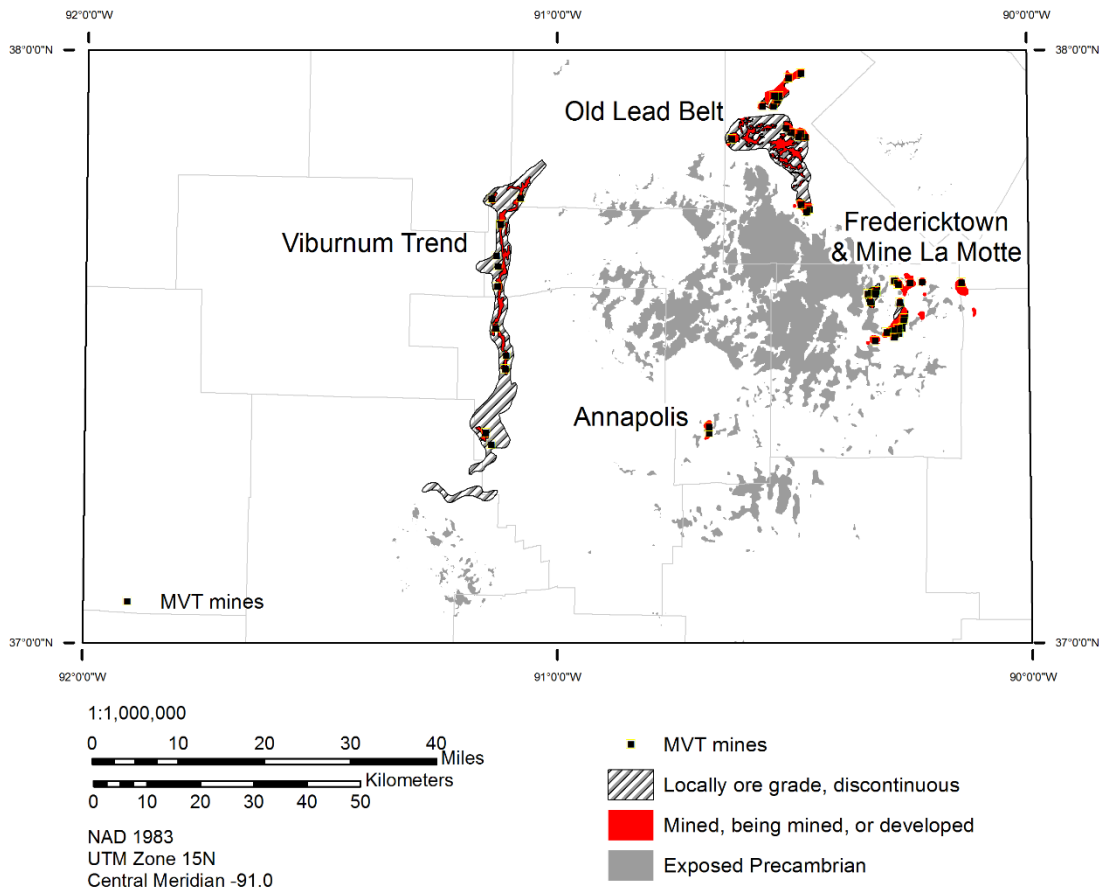 92°0'0"W 91°0'0"W 90°0'0"W
38°0'0"N 38°0'0"N
Old Lead Belt
Viburnum Trend
Fredericktown
& Mine La Motte
Annapolis
MVT mines
37°0'0"N 37°0'0"N
92°0'0"W 91°0'0"W 90°0'0"W
1:1,000,000
0 10 20 30 40
Miles
Kilometers
0 10 20 30 40 50
NAD 1983
UTM Zone 15N
Central Meridian -91.0
MVT mines
Locally ore grade, discontinuous
Mined, being mined, or developed
Exposed Precambrian